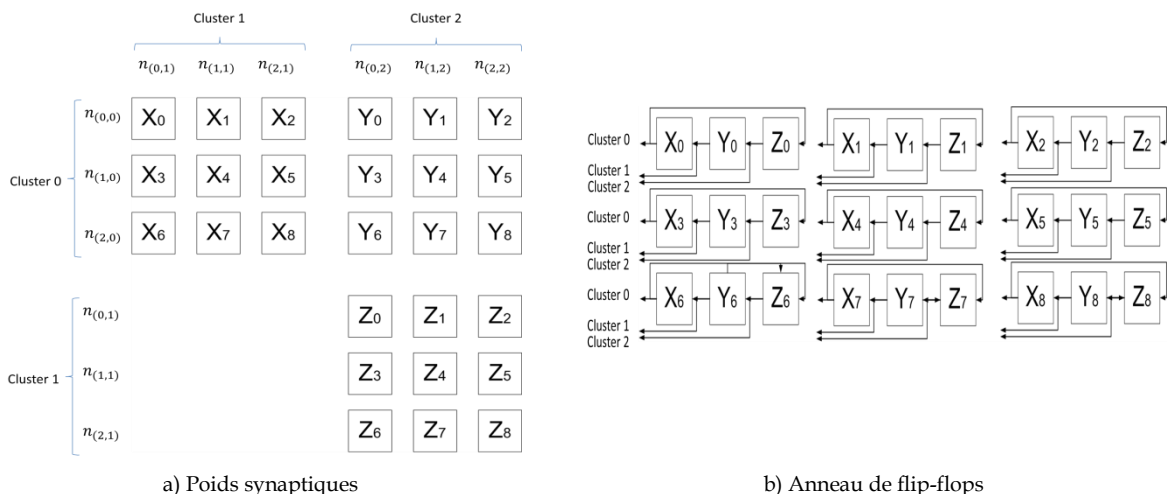 Cluster 1 Cluster 2
n(0,1) n(1,1) n(2,1) n(0,2) n(1,2) n(2,2)
n(0,0) X0 X1 X2 Y0 Y1 Y2
Cluster 0 n(1,0) X3 X4 X5 Y3 Y4 Y5
n(2,0) X6 X7 X8 Y6 Y7 Y8
n(0,1) Z0 Z1 Z2
Cluster 1 n(1,1) Z3 Z4 Z5
n(2,1) Z6 Z7 Z8
a) Poids synaptiques
Cluster 0 X0 Y0 Z0 X1 Y1 Z1 X2 Y2 Z2
Cluster 1
Cluster 2
Cluster 0 X3 Y3 Z3 X4 Y4 Z4 X5 Y5 Z5
Cluster 1
Cluster 2
Cluster 0 X6 Y6 Z6 X7 Y7 Z7 X8 Y8 Z8
Cluster 1
Cluster 2
b) Anneau de flip-flops